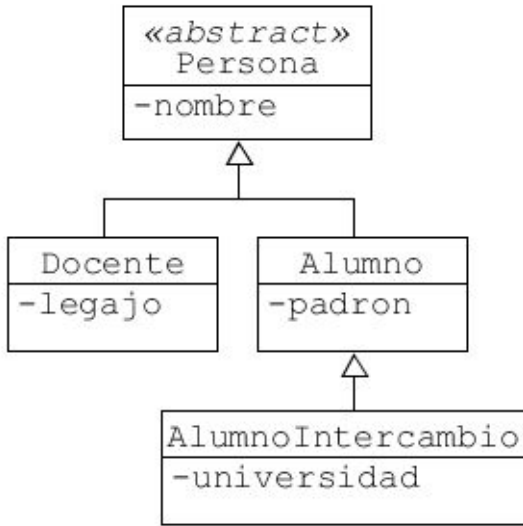 «abstract»
Persona
-nombre
Docente
-legajo
Alumno
-padron
AlumnoIntercambio
-universidad